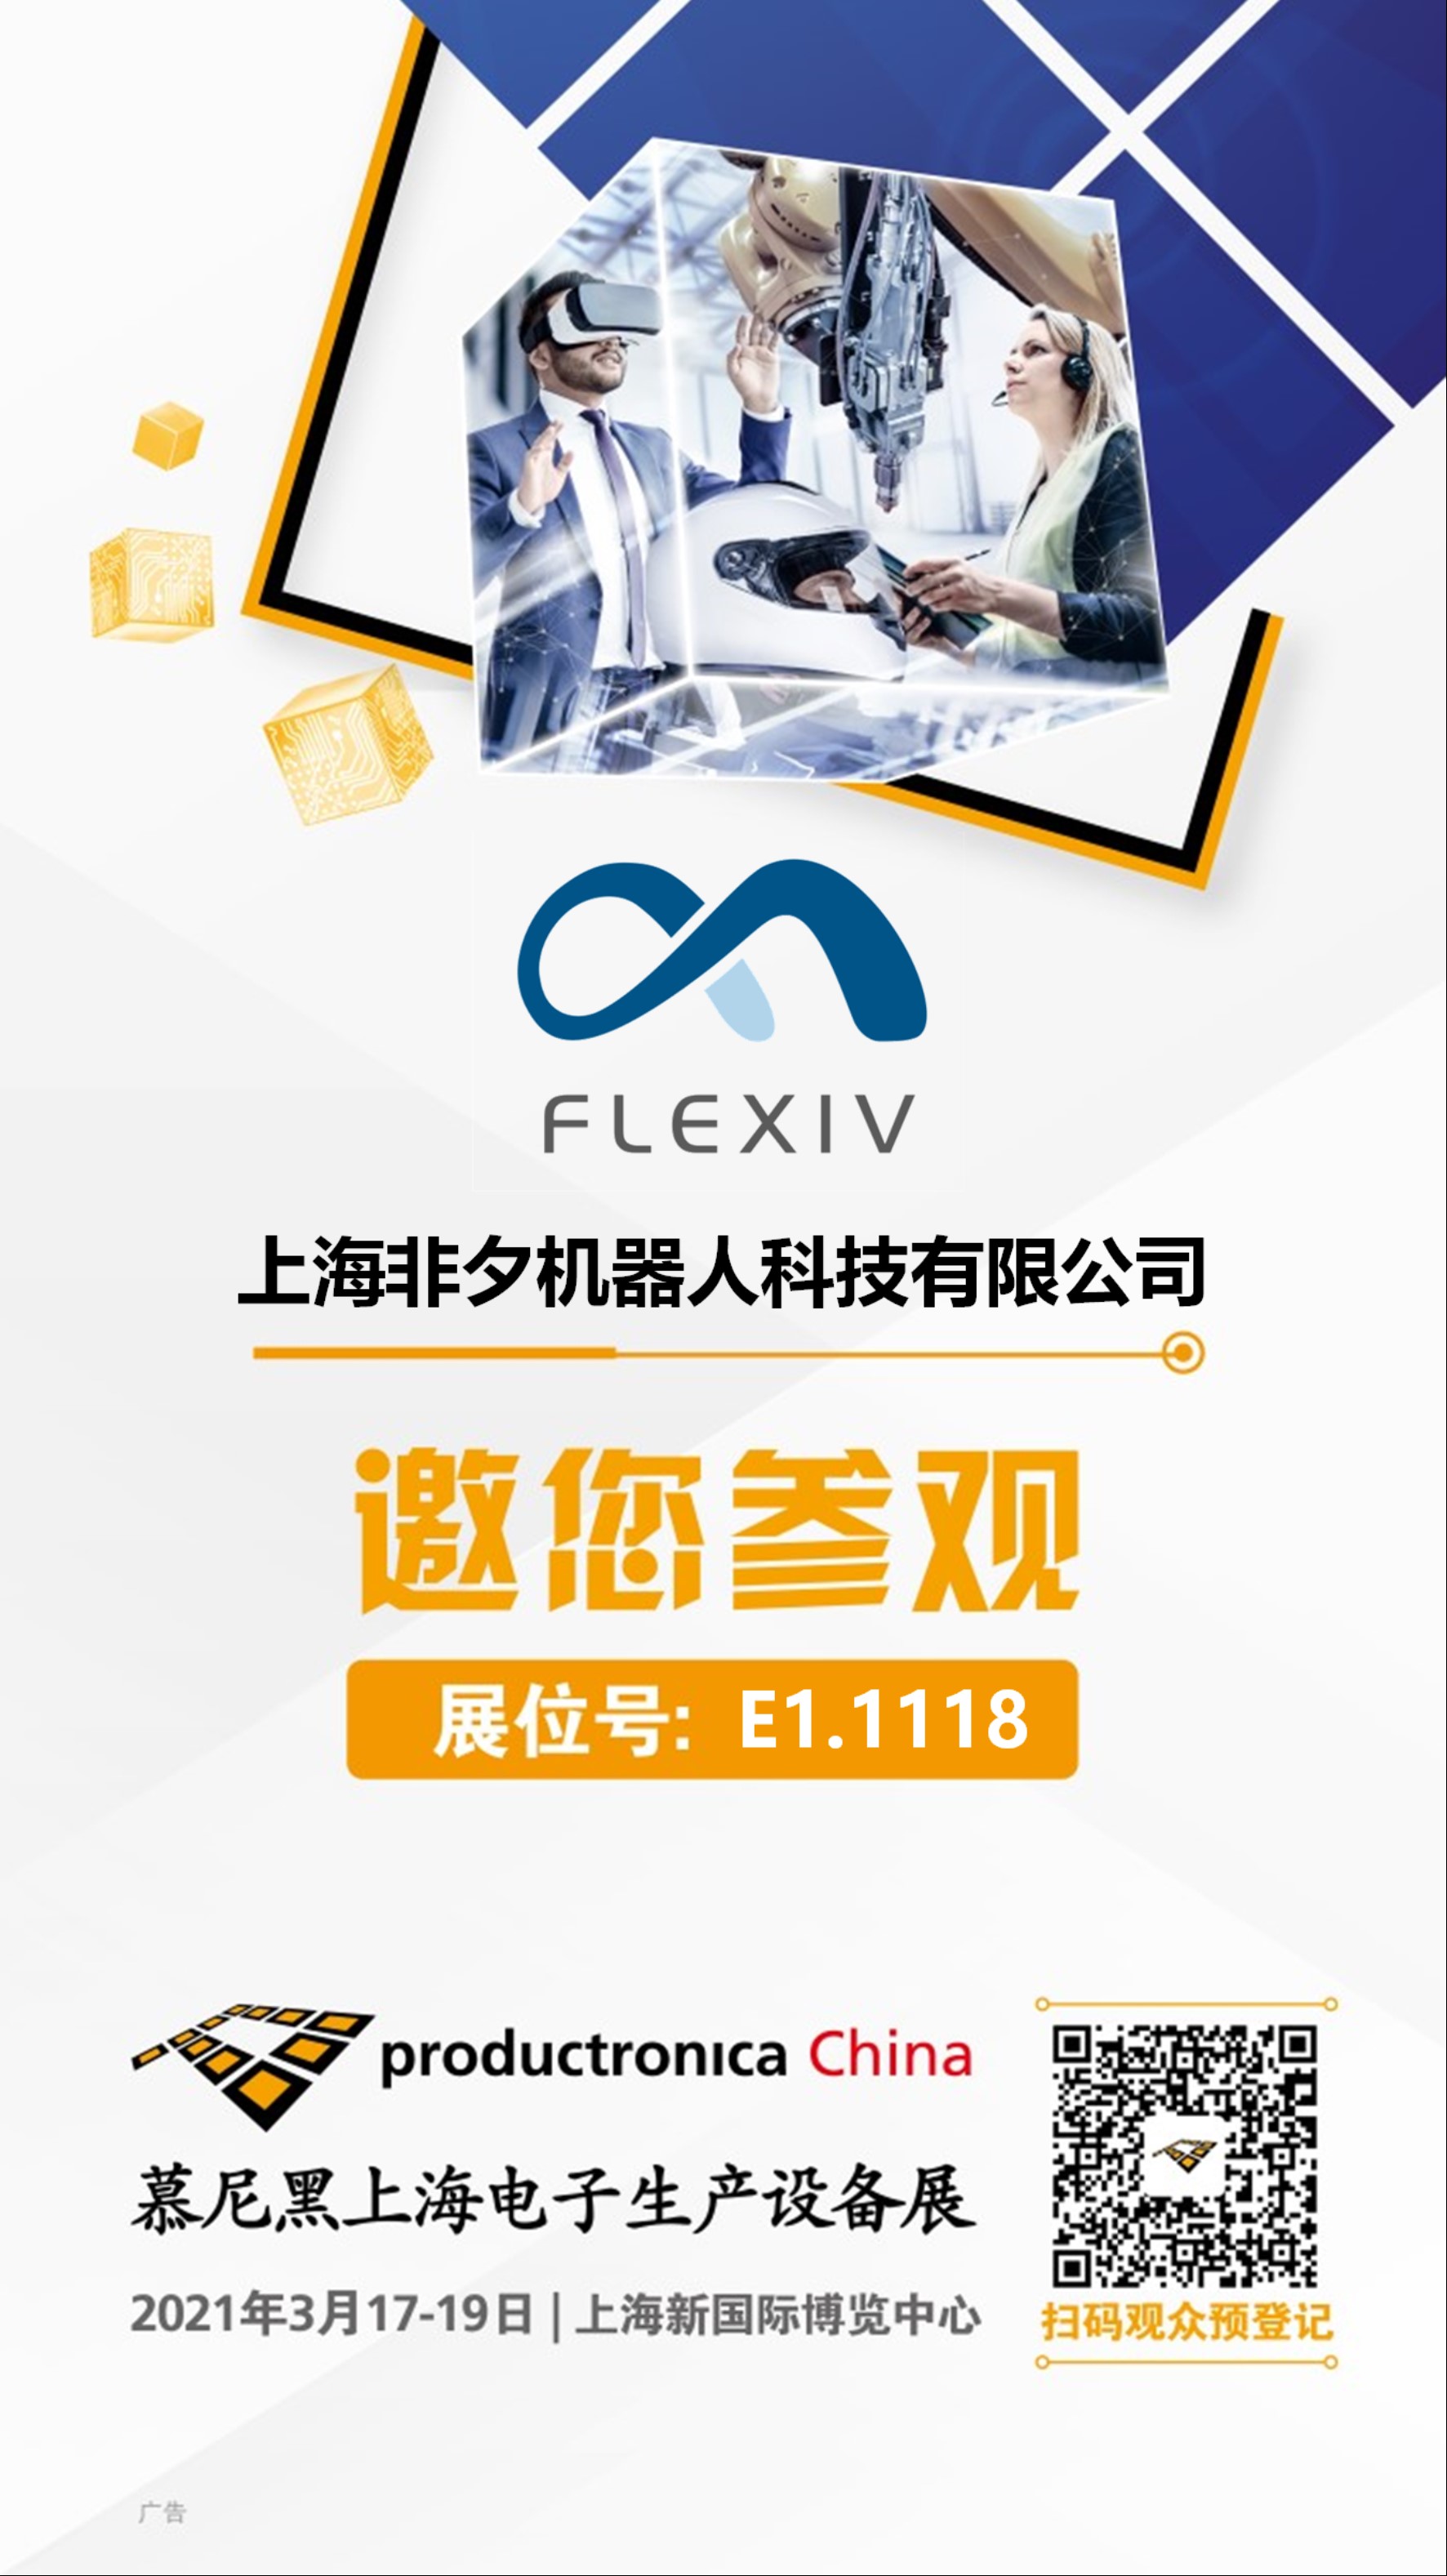 FLEXIV
上海非夕机器人科技有限公司
邀您参观
展位号: E1.1118
productronica China
慕尼黑上海电子生产设备展
2021年3月17-19日 | 上海新国际博览中心
扫码观众预登记
广告